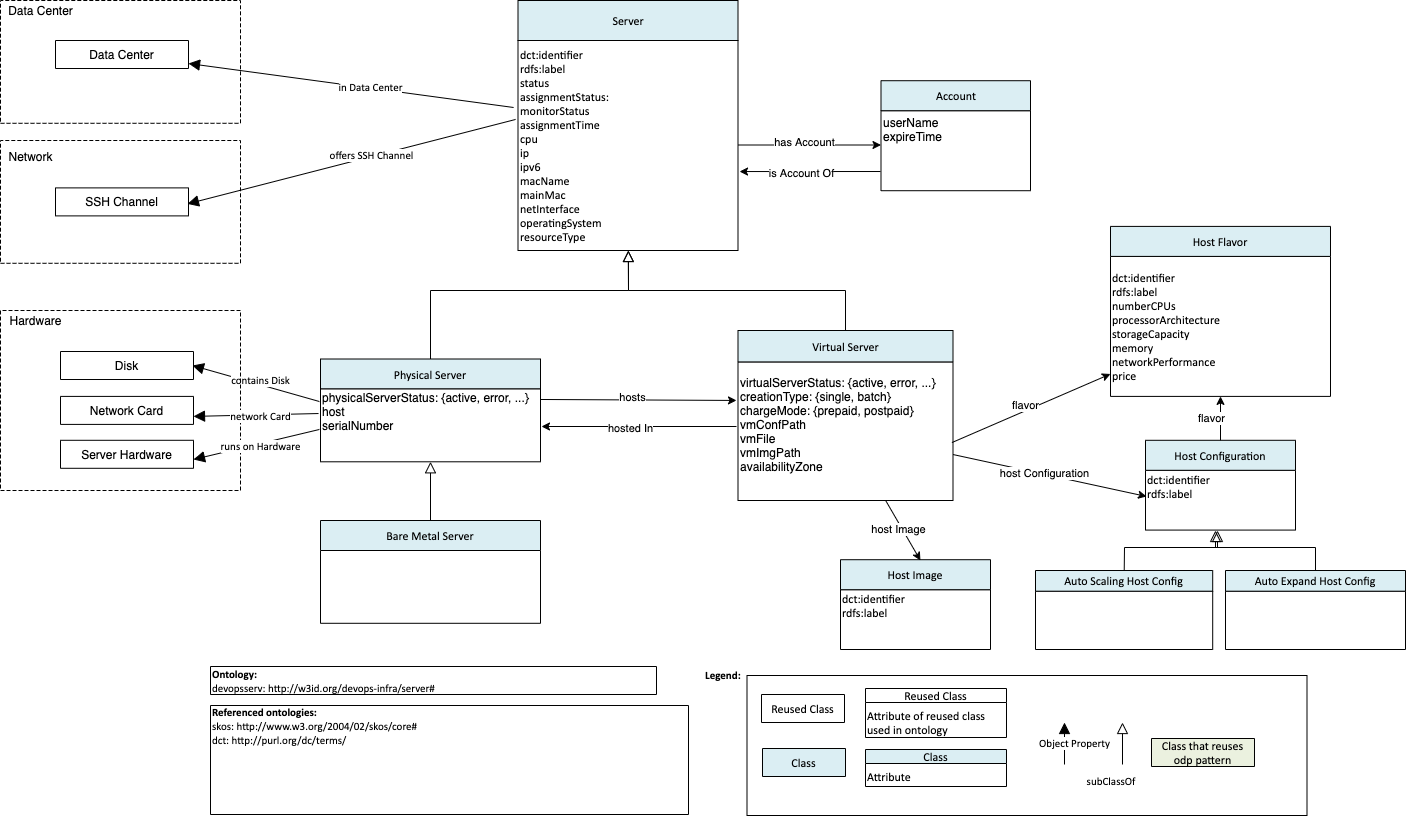 Data Center
Data Center
in Data Center
Server
dct:identifier
rdfs:label
status
assignmentStatus:
monitorStatus
assignmentTime
cpu
ip
ipv6
macName
mainMac
netInterface
operatingSystem
resourceType
Account
userName
expireTime
has Account
is Account Of
Network
SSH Channel
offers SSH Channel
Host Flavor
dct:identifier
rdfs:label
numberCPUs
processorArchitecture
storageCapacity
memory
networkPerformance
price
Hardware
Disk
Network Card
Server Hardware
contains Disk
network Card
runs on Hardware
Physical Server
physicalServerStatus: {active, error, ...}
host
serialNumber
hosts
hosted In
Virtual Server
virtualServerStatus: {active, error, ...}
creationType: {single, batch}
chargeMode: {prepaid, postpaid}
vmConfPath
vmFile
vmImgPath
availabilityZone
flavor
flavor
host Configuration
Host Configuration
dct:identifier
rdfs:label
Bare Metal Server
host Image
Host Image
dct:identifier
rdfs:label
Auto Scaling Host Config
Auto Expand Host Config
Ontology:
devopsserv: http://w3id.org/devops-infra/server#
Referenced ontologies:
skos: http://www.w3.org/2004/02/skos/core#
dct: http://purl.org/dc/terms/
Legend:
Reused Class
Reused Class
Attribute of reused class
used in ontology
Class
Class
Attribute
Object Property
subClassOf
Class that reuses
odp pattern